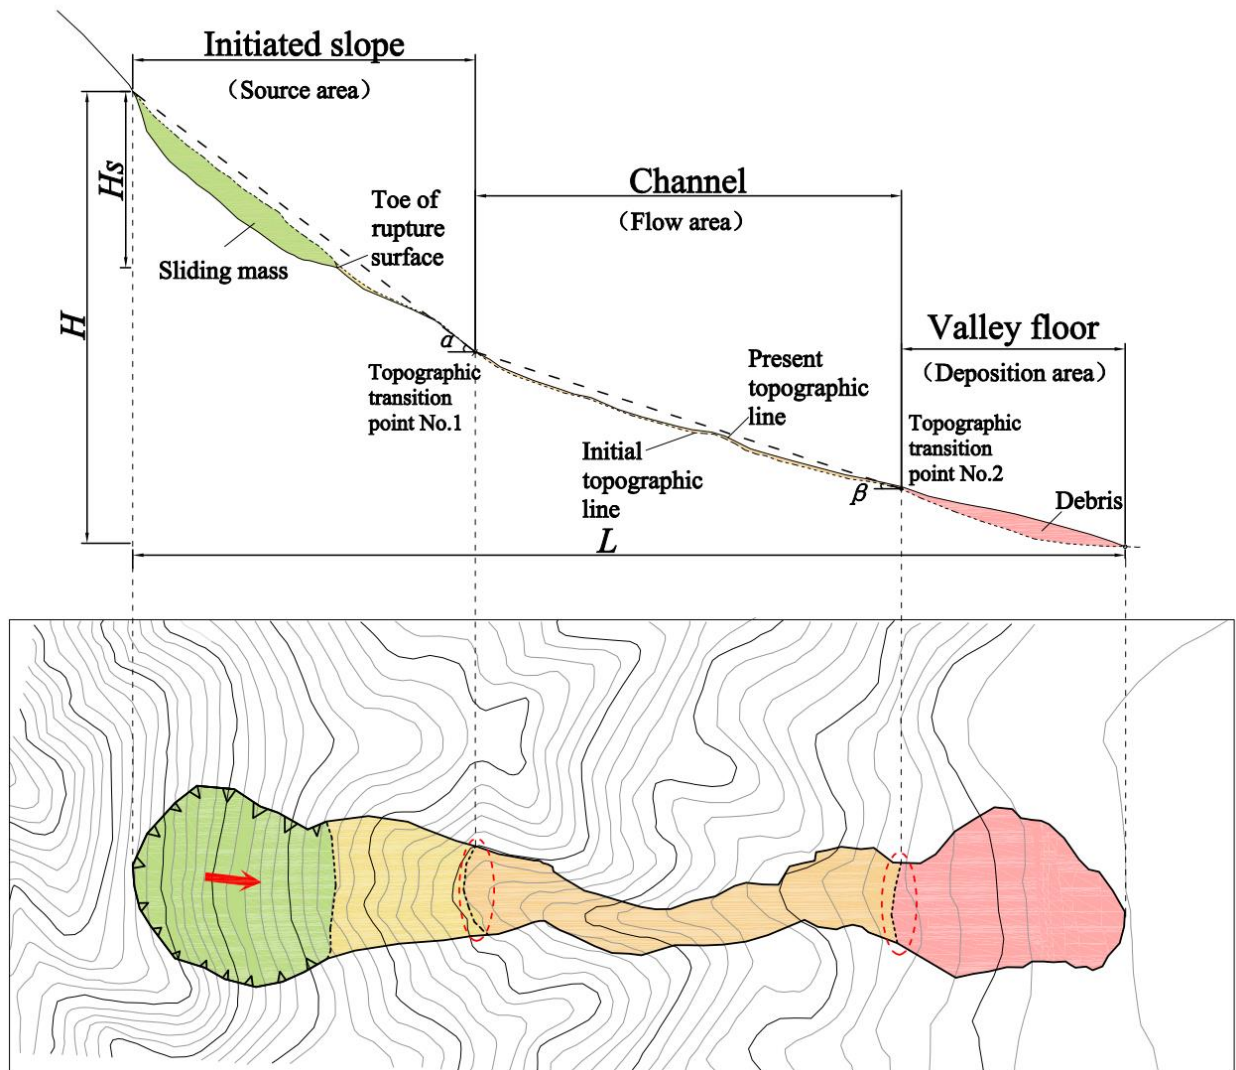 Initiated slope
(Source area)
Hs
H
Toe of
rupture
surface
Sliding mass
Channel
(Flow area)
α
Topographic
transition
point No.1
Present
topographic
line
Initial
topographic
line
Valley floor
(Deposition area)
Topographic
transition
point No.2
β
Debris
L